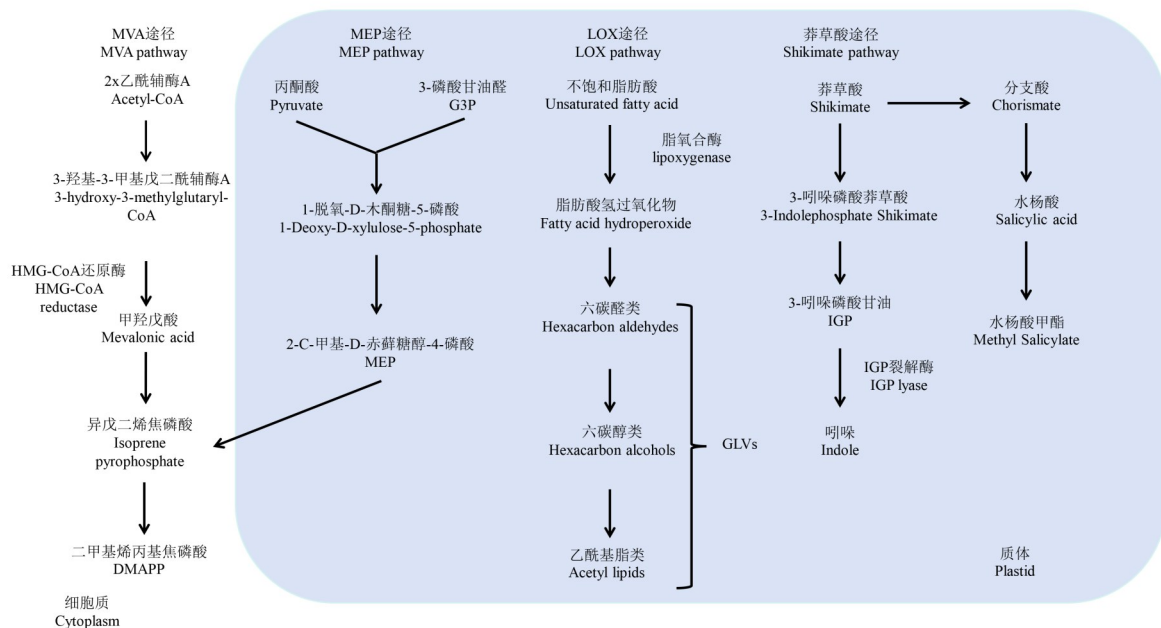 MVA途径
MVA pathway
2x乙酰辅酶A
Acetyl-CoA
3-羟基-3-甲基戊二酰辅酶A
3-hydroxy-3-methylglutaryl-
CoA
HMG-CoA还原酶
HMG-CoA
reductase
甲羟戊酸
Mevalonic acid
异戊二烯焦磷酸
Isoprene
pyrophosphate
二甲基烯丙基焦磷酸
DMAPP
细胞质
Cytoplasm
MEP途径
MEP pathway
丙酮酸
Pyruvate
3-磷酸甘油醛
G3P
1-脱氧-D-木酮糖-5-磷酸
1-Deoxy-D-xylulose-5-phosphate
2-C-甲基-D-赤藓糖醇-4-磷酸
MEP
LOX途径
LOX pathway
不饱和脂肪酸
Unsaturated fatty acid
脂氧合酶
lipoxygenase
脂肪酸氢过氧化物
Fatty acid hydroperoxide
六碳醛类
Hexacarbon aldehydes
六碳醇类
Hexacarbon alcohols
乙酰基脂类
Acetyl lipids
GLVs
莽草酸途径
Shikimate pathway
莽草酸
Shikimate
3-吲哚磷酸莽草酸
3-Indolephosphate Shikimate
3-吲哚磷酸甘油
IGP
IGP裂解酶
IGP lyase
吲哚
Indole
分支酸
Chorismate
水杨酸
Salicylic acid
水杨酸甲酯
Methyl Salicylate
质体
Plastid